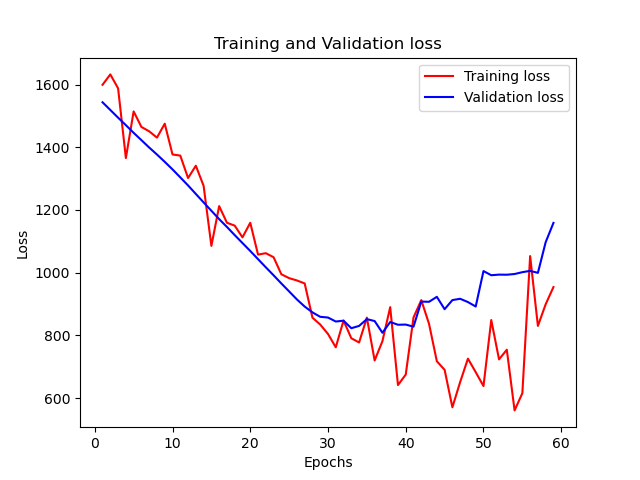 Training and Validation loss
Training loss
Validation loss
1600
1400
1200
1000
800
600
Loss
0 10 20 30 40 50 60
Epochs